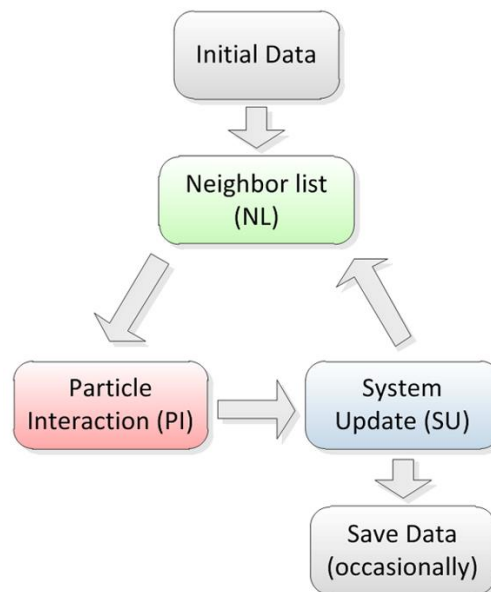 Initial Data
Neighbor list
(NL)
Particle
Interaction (PI)
System
Update (SU)
Save Data
(occasionally)